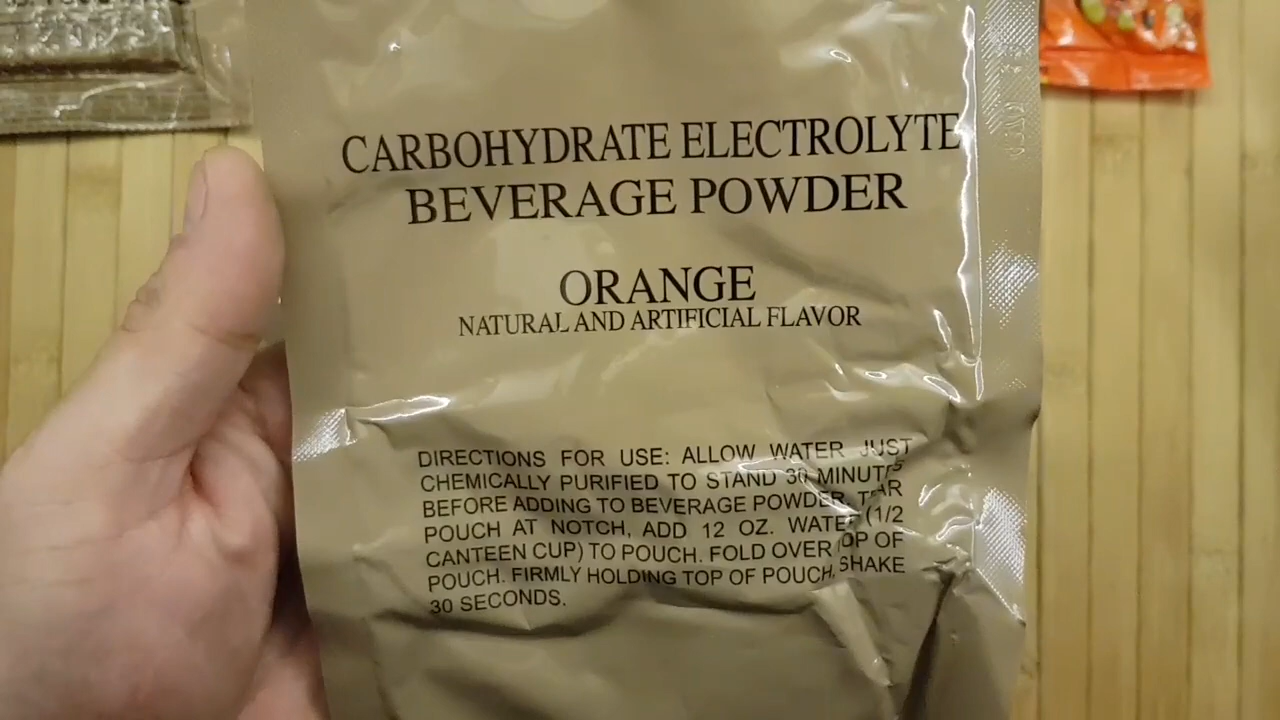 CARBOHYDRATE ELECTROLYTE
BEVERAGE POWDER
ORANGE
NATURAL AND ARTIFICIAL FLAVOR
DIRECTIONS FOR USE: ALLOW WATER JUST
CHEMICALLY PURIFIED TO STAND 30 MINUTES
BEFORE ADDING TO BEVERAGE POWDER. TEAR
POUCH AT NOTCH, ADD 12 OZ. WATER (1/2
CANTEEN CUP) TO POUCH. FOLD OVER TOP OF
POUCH. FIRMLY HOLDING TOP OF POUCH, SHAKE
30 SECONDS.